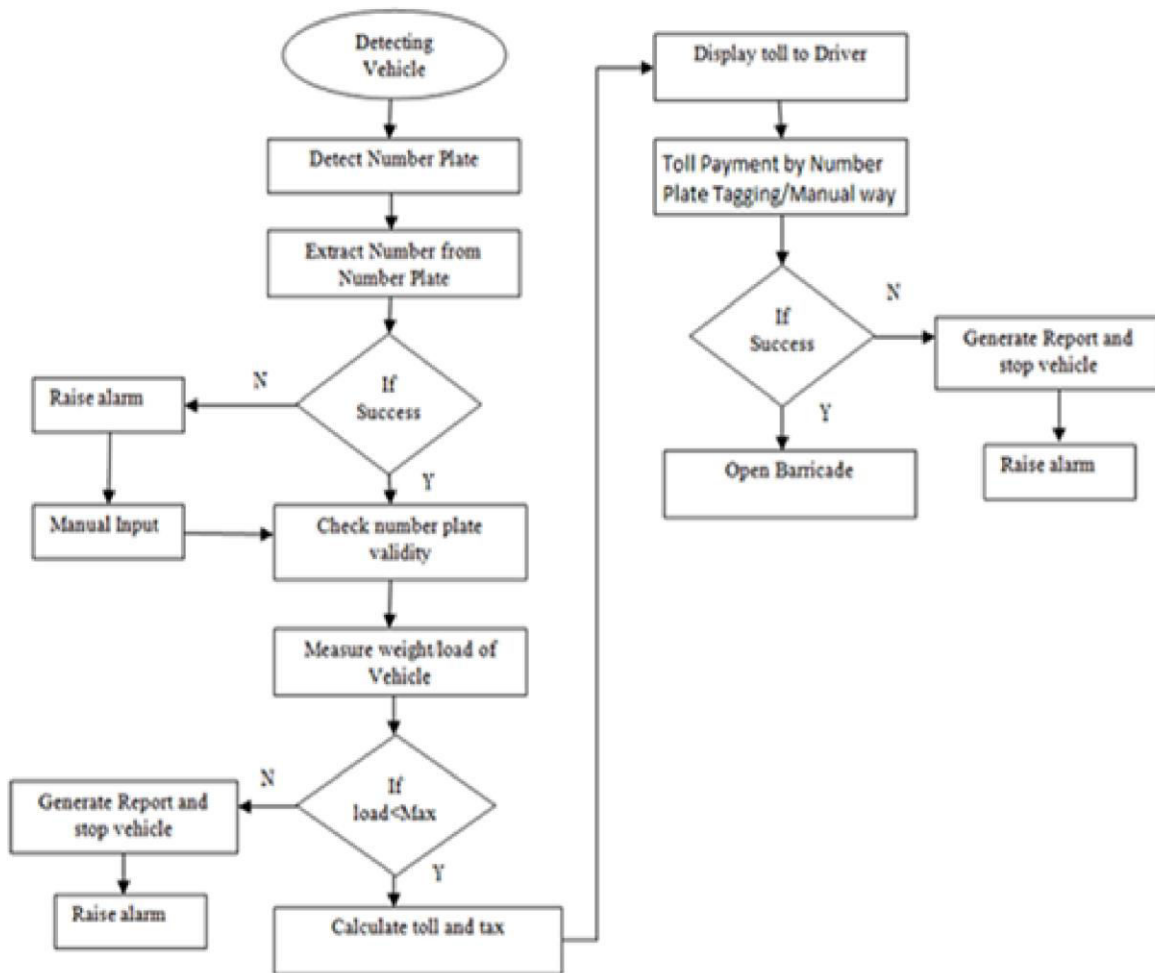 Detecting
Vehicle
Detect Number Plate
Extract Number from
Number Plate
If
Success
N
Raise alarm
Manual Input
Y
Check number plate
validity
Measure weight/load of
Vehicle
If
load<Max
N
Generate Report and
stop vehicle
Raise alarm
Y
Calculate toll and tax
Display toll to Driver
Toll Payment by Number
Plate Tagging/Manual way
If
Success
N
Generate Report and
stop vehicle
Raise alarm
Y
Open Barricade